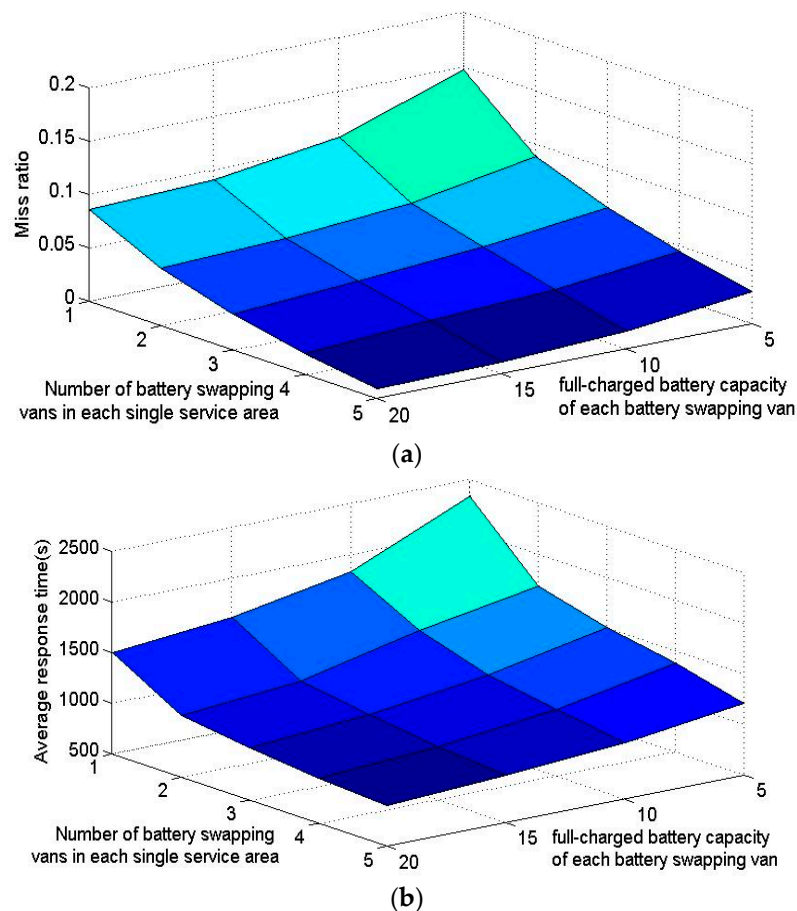 0.2
0.15
0.1
0.05
0
Miss ratio
1
2
3
4
5
Number of battery swapping
vans in each single service area
20
15
10
5
full-charged battery capacity
of each battery swapping van
(a)
2500
2000
1500
1000
500
Average response time(s)
1
2
3
4
5
Number of battery swapping
vans in each single service area
20
15
10
5
full-charged battery capacity
of each battery swapping van
(b)